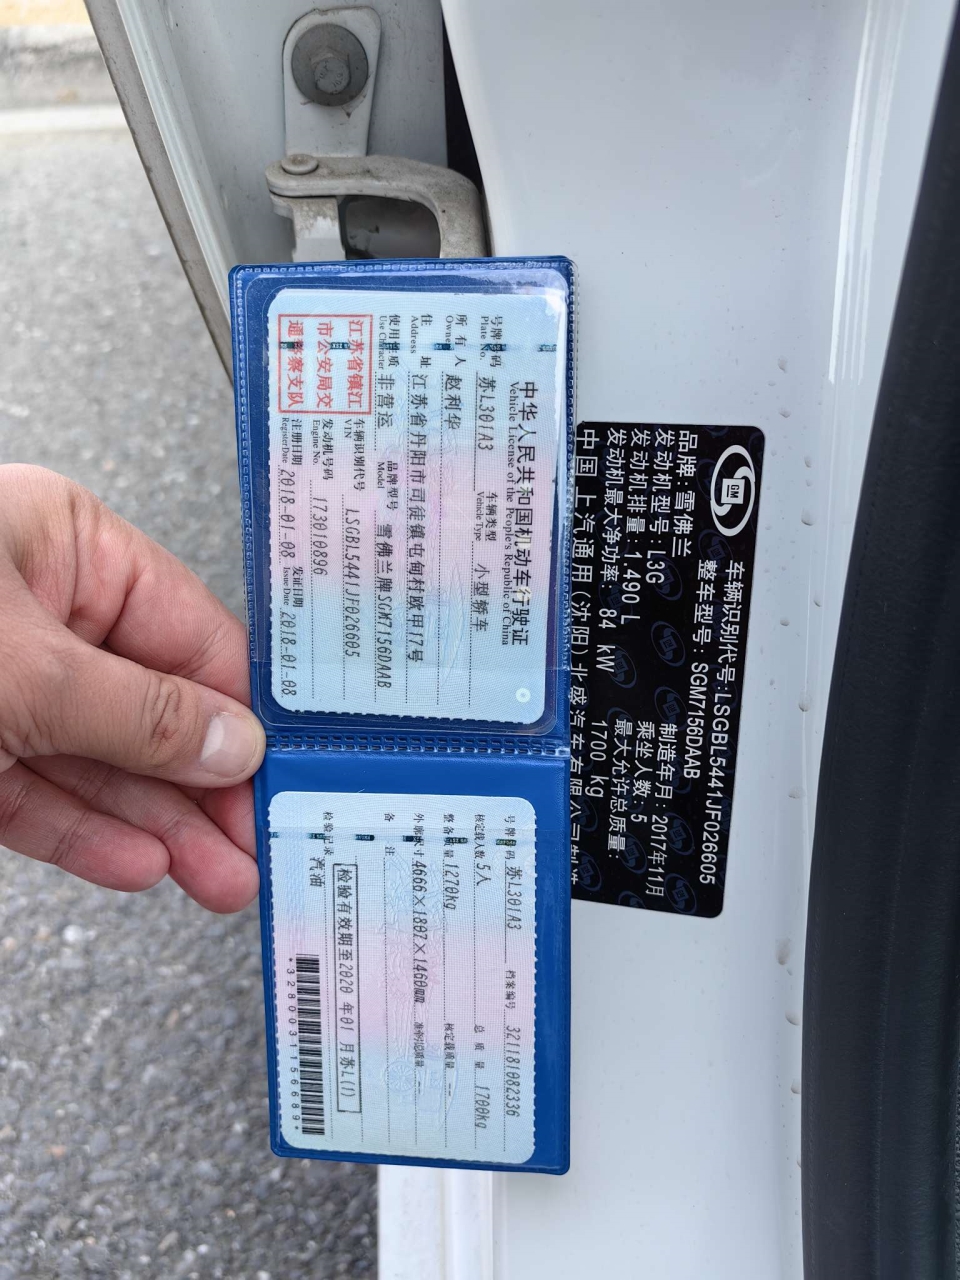 中华人民共和国机动车行驶证
Vehicle License of the People's Republic of China
号牌号码 苏L301A3 车辆类型 小型轿车
Plate No. Vehicle Type
所有人 赵利华
Owner
住址 江苏省丹阳市司徒镇屯甸村欧甲17号
Address
使用性质 非营运 品牌型号 雪佛兰牌SGM7156DAAB
Use Character Model
江苏省镇江
市公安局交
通警察支队
车辆识别代号 LSGBL5441JF026605
VIN
发动机号码 173010896
Engine No.
注册日期 2018-01-08 发证日期 2018-01-08
Register Date Issue Date
号牌号码 苏L301A3 档案编号 321181082336
核定载人数 5人 总质量 1700kg
整备质量 1270kg 核定载质量 --
外廓尺寸 4666×1807×1460mm 准牵引总质量 --
备注
检验有效期至2020年01月苏L(1)
检验记录 汽油
*3280031156689*
GM
车辆识别代号:LSGBL5441JF026605
品牌:雪佛兰 整车型号:SGM7156DAAB
发动机型号:L3G 制造年月:2017年11月
发动机排量:1.490 L 乘坐人数:5
发动机最大净功率:84 kW 最大允许总质量:
1700 kg
中国 上汽通用(沈阳)北盛汽车有限公司制造